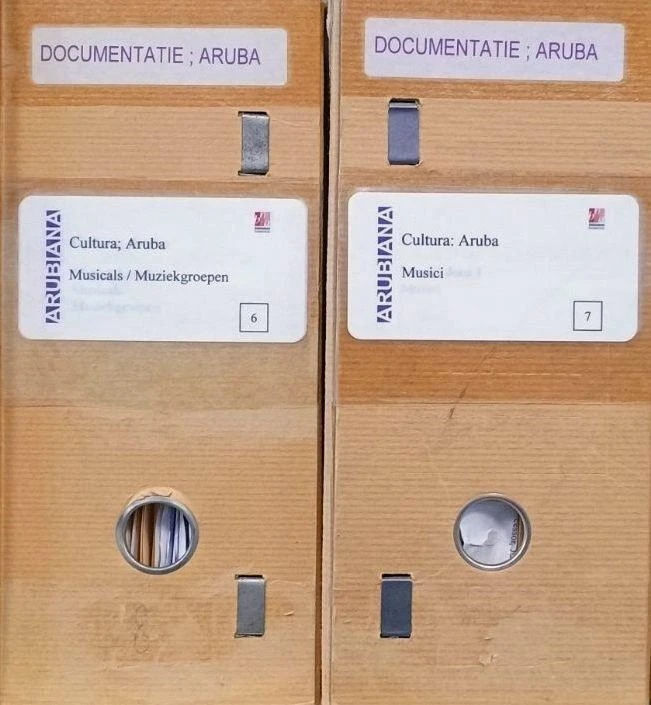 DOCUMENTATIE ; ARUBA
ARUBIANA
Cultura; Aruba
Musicals / Muziekgroepen
6
DOCUMENTATIE ; ARUBA
ARUBIANA
Cultura: Aruba
Musici
7